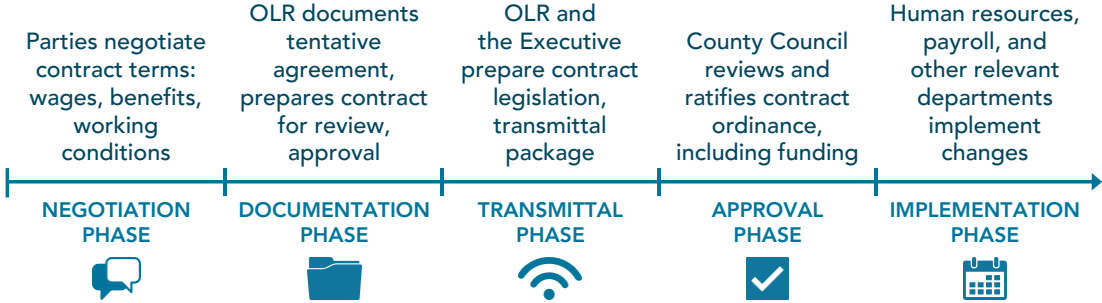 Parties negotiate
contract terms:
wages, benefits,
working
conditions
OLR documents
tentative
agreement,
prepares contract
for review,
approval
OLR and
the Executive
prepare contract
legislation,
transmittal
package
County Council
reviews and
ratifies contract
ordinance,
including funding
Human resources,
payroll, and
other relevant
departments
implement
changes
NEGOTIATION
PHASE
DOCUMENTATION
PHASE
TRANSMITTAL
PHASE
APPROVAL
PHASE
IMPLEMENTATION
PHASE